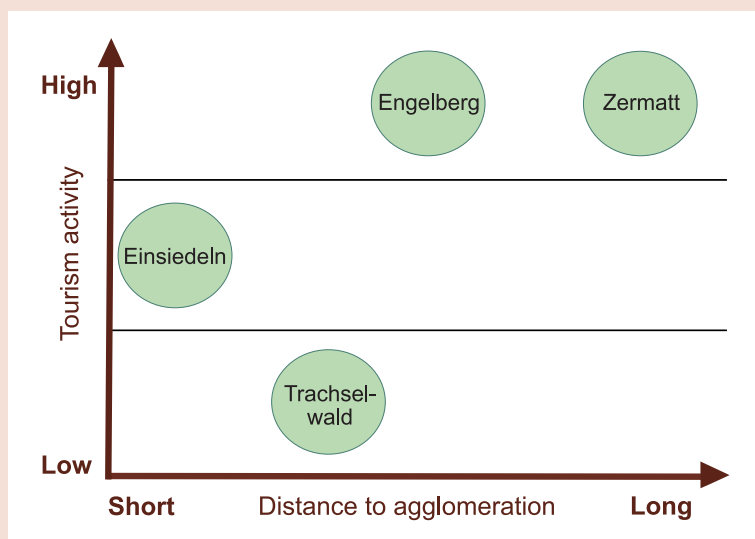 High
Engelberg
Zermatt
Tourism activity
Einsiedeln
Trachsel-
wald
Low
Short
Distance to agglomeration
Long